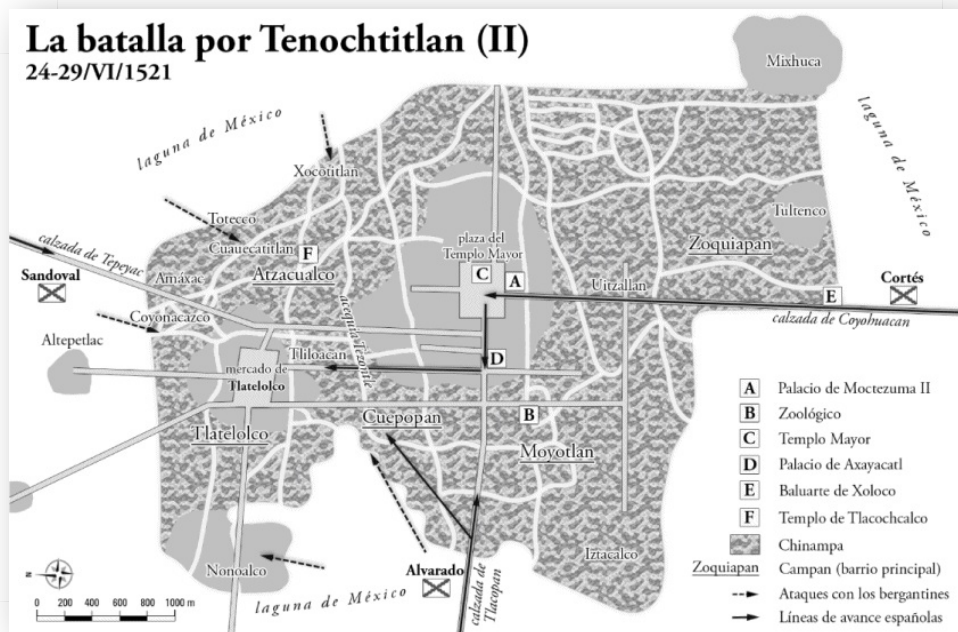 La batalla por Tenochtitlan (II)
24-29/VI/1521
Mixhuca
laguna de México
laguna de México
Xocotitlan
Totecco
Cuauecatitlan
F
Atzacualco
plaza del
Templo Mayor
C
A
Zoquiapan
Tultenco
calzada de Tepeyac
Sandoval
Amáxac
Coyonacazco
Altepetlac
acequia Tezontle
Uitzallan
E
Cortés
calzada de Coyohuacan
mercado de
Tlatelolco
Tliloacan
D
Tlatelolco
Cuepopan
B
Moyotlan
Nonoalco
Alvarado
laguna de México
calzada de
Tlacopan
Iztacalco
A Palacio de Moctezuma II
B Zoológico
C Templo Mayor
D Palacio de Axayacatl
E Baluarte de Xoloco
F Templo de Tlacochcalco
Chinampa
Zoquiapan Campan (barrio principal)
Ataques con los bergantines
Líneas de avance españolas
N
0 200 400 600 800 1000 m